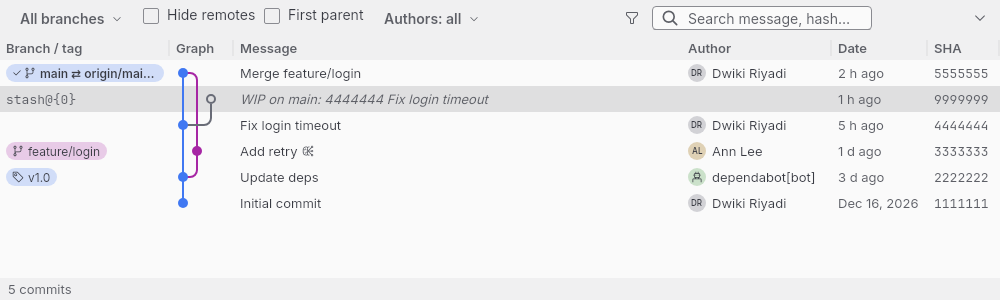 All branches
Hide remotes
First parent
Authors: all
Search message, hash...
Branch / tag Graph Message Author Date SHA
main ⇄ origin/mai... Merge feature/login DR Dwiki Riyadi 2 h ago 5555555
stash@{0} WIP on main: 4444444 Fix login timeout 1 h ago 9999999
Fix login timeout DR Dwiki Riyadi 5 h ago 4444444
feature/login Add retry AL Ann Lee 1 d ago 3333333
v1.0 Update deps dependabot[bot] 3 d ago 2222222
Initial commit DR Dwiki Riyadi Dec 16, 2026 1111111
5 commits